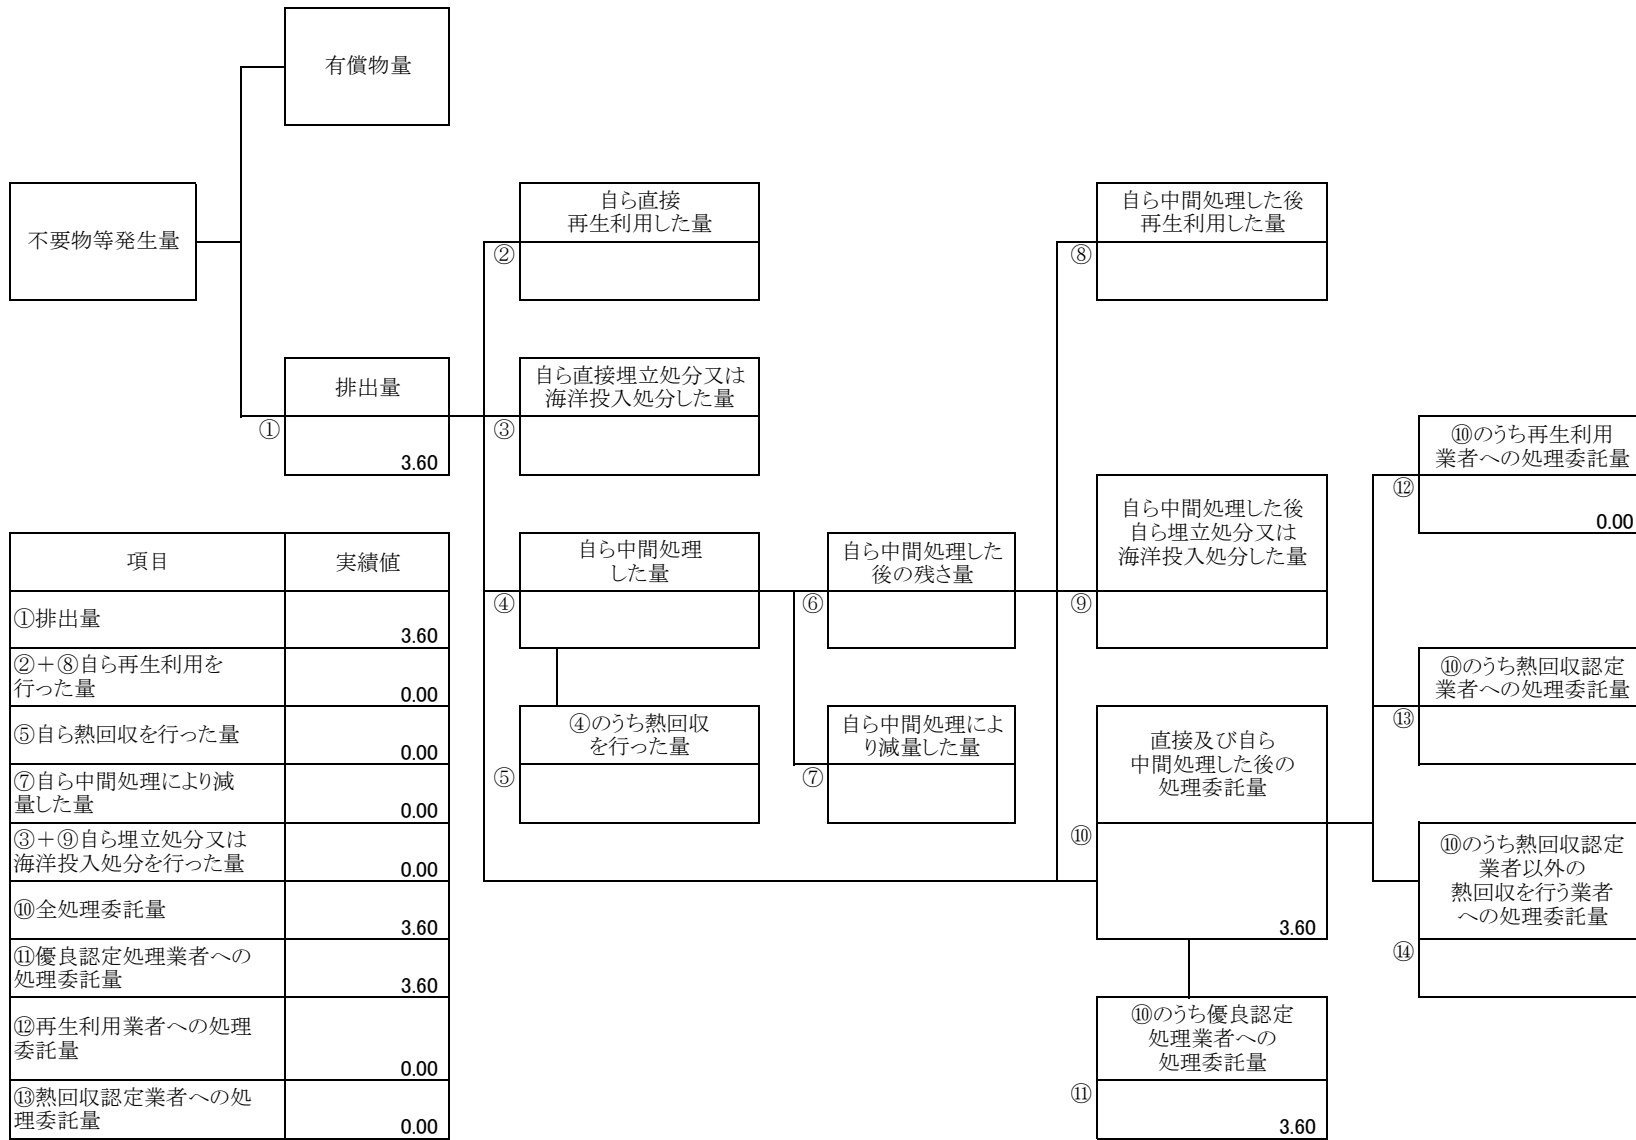 有償物量
不要物等発生量
自ら直接
再生利用した量
②
自ら中間処理した後
再生利用した量
⑧
排出量
①
3.60
自ら直接埋立処分又は
海洋投入処分した量
③
⑩のうち再生利用
業者への処理委託量
⑫
0.00
自ら中間処理した後
自ら埋立処分又は
海洋投入処分した量
⑨
自ら中間処理
した量
④
自ら中間処理した
後の残さ量
⑥
④のうち熱回収
を行った量
⑤
自ら中間処理によ
り減量した量
⑦
直接及び自ら
中間処理した後の
処理委託量
⑩
3.60
⑩のうち熱回収認定
業者への処理委託量
⑬
⑩のうち熱回収認定
業者以外の
熱回収を行う業者
への処理委託量
⑭
⑩のうち優良認定
処理業者への
処理委託量
⑪
3.60
項目 実績値
①排出量
3.60
②+⑧自ら再生利用を
行った量
0.00
⑤自ら熱回収を行った量
0.00
⑦自ら中間処理により減
量した量
0.00
③+⑨自ら埋立処分又は
海洋投入処分を行った量
0.00
⑩全処理委託量
3.60
⑪優良認定処理業者への
処理委託量
3.60
⑫再生利用業者への処理
委託量
0.00
⑬熱回収認定業者への処
理委託量
0.00